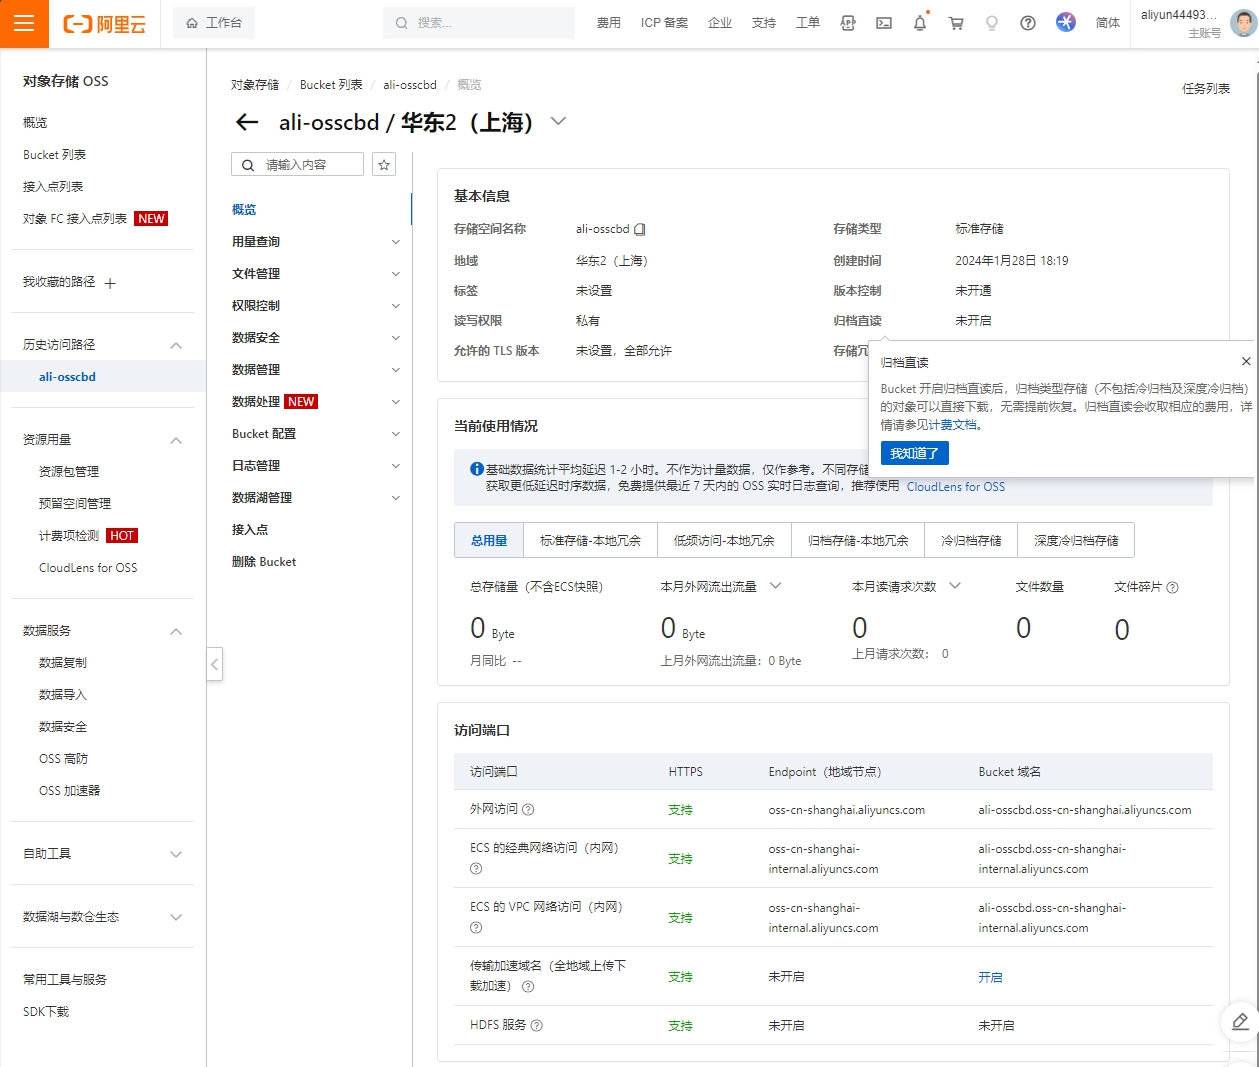 阿里云
工作台
搜索...
费用
ICP 备案
企业
支持
工单
简体
aliyun44493...
主账号
对象存储 OSS
概览
Bucket 列表
接入点列表
对象 FC 接入点列表 NEW
我收藏的路径
历史访问路径
ali-osscbd
资源用量
资源包管理
预留空间管理
计费项检测 HOT
CloudLens for OSS
数据服务
数据复制
数据导入
数据安全
OSS 高防
OSS 加速器
自助工具
数据湖与数仓生态
常用工具与服务
SDK下载
对象存储 / Bucket 列表 / ali-osscbd / 概览
任务列表
ali-osscbd / 华东2（上海）
请输入内容
概览
用量查询
文件管理
权限控制
数据安全
数据管理
数据处理 NEW
Bucket 配置
日志管理
数据湖管理
接入点
删除 Bucket
基本信息
存储空间名称 ali-osscbd 存储类型 标准存储
地域 华东2（上海） 创建时间 2024年1月28日 18:19
标签 未设置 版本控制 未开通
读写权限 私有 归档直读 未开启
允许的 TLS 版本 未设置，全部允许 存储冗
归档直读
Bucket 开启归档直读后，归档类型存储（不包括冷归档及深度冷归档）
的对象可以直接下载，无需提前恢复。归档直读会收取相应的费用，详
情请参见计费文档。
我知道了
当前使用情况
基础数据统计平均延迟 1-2 小时。不作为计量数据，仅作参考。不同存储
获取更低延迟时序数据，免费提供最近 7 天内的 OSS 实时日志查询，推荐使用 CloudLens for OSS
总用量 标准存储-本地冗余 低频访问-本地冗余 归档存储-本地冗余 冷归档存储 深度冷归档存储
总存储量（不含ECS快照） 本月外网流出流量 本月读请求次数 文件数量 文件碎片
0 Byte 0 Byte 0 0 0
月同比 -- 上月外网流出流量：0 Byte 上月请求次数： 0
访问端口
访问端口 HTTPS Endpoint（地域节点） Bucket 域名
外网访问 支持 oss-cn-shanghai.aliyuncs.com ali-osscbd.oss-cn-shanghai.aliyuncs.com
ECS 的经典网络访问（内网） 支持 oss-cn-shanghai- ali-osscbd.oss-cn-shanghai-
internal.aliyuncs.com internal.aliyuncs.com
ECS 的 VPC 网络访问（内网） 支持 oss-cn-shanghai- ali-osscbd.oss-cn-shanghai-
internal.aliyuncs.com internal.aliyuncs.com
传输加速域名（全地域上传下 支持 未开启 开启
载加速）
HDFS 服务 支持 未开启 未开启